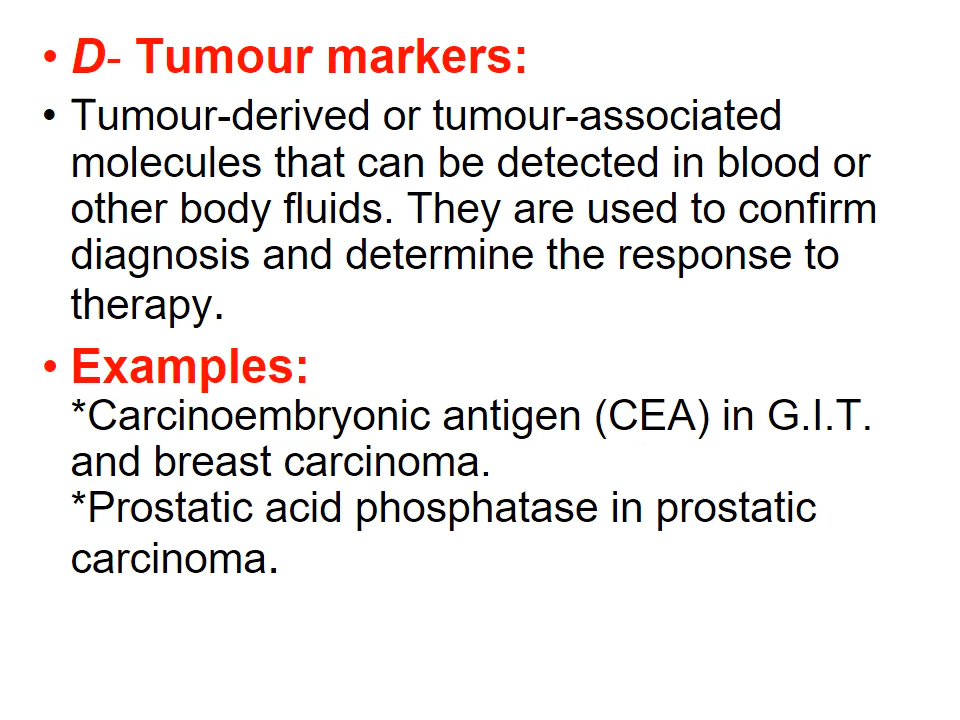 • D- Tumour markers:
• Tumour-derived or tumour-associated
molecules that can be detected in blood or
other body fluids. They are used to confirm
diagnosis and determine the response to
therapy.
• Examples:
*Carcinoembryonic antigen (CEA) in G.I.T.
and breast carcinoma.
*Prostatic acid phosphatase in prostatic
carcinoma.